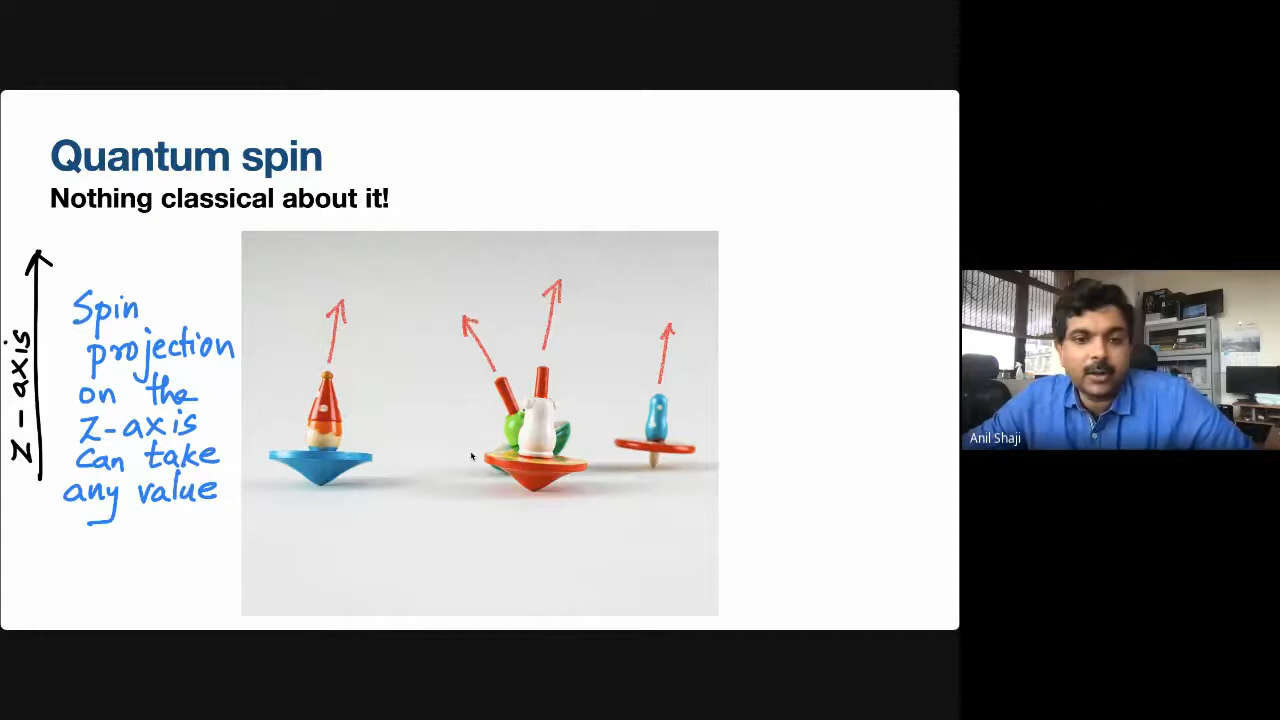 Quantum spin
Nothing classical about it!
Z-axis
Spin
projection
on the
Z-axis
Can take
any value
Anil Shaji